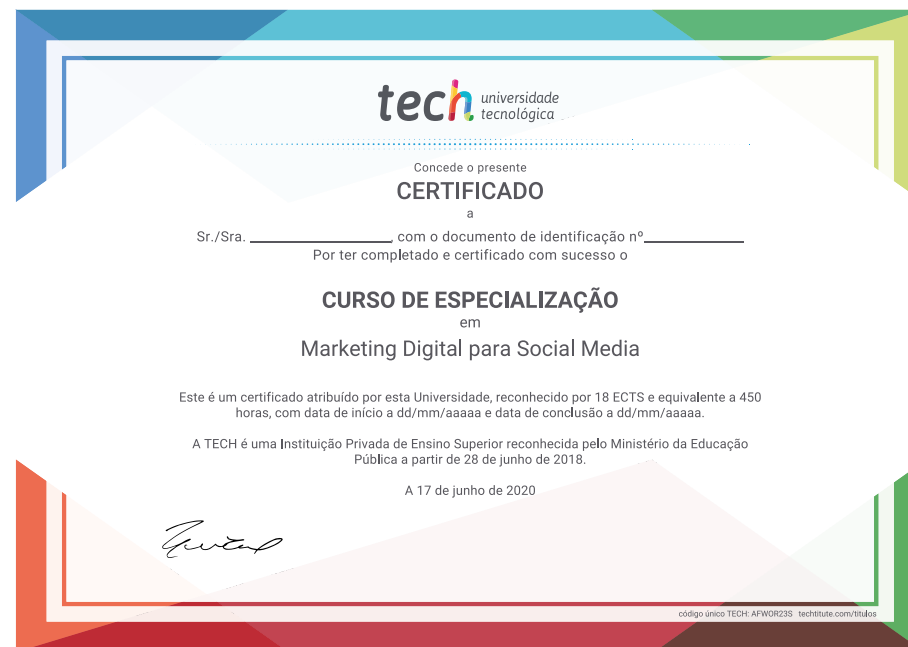 tech universidade
tecnológica
Concede o presente
CERTIFICADO
a
Sr./Sra. ____________________, com o documento de identificação nº______________
Por ter completado e certificado com sucesso o
CURSO DE ESPECIALIZAÇÃO
em
Marketing Digital para Social Media
Este é um certificado atribuído por esta Universidade, reconhecido por 18 ECTS e equivalente a 450
horas, com data de início a dd/mm/aaaaa e data de conclusão a dd/mm/aaaaa.
A TECH é uma Instituição Privada de Ensino Superior reconhecida pelo Ministério da Educação
Pública a partir de 28 de junho de 2018.
A 17 de junho de 2020
código único TECH: AFWOR23S techtitute.com/titulos